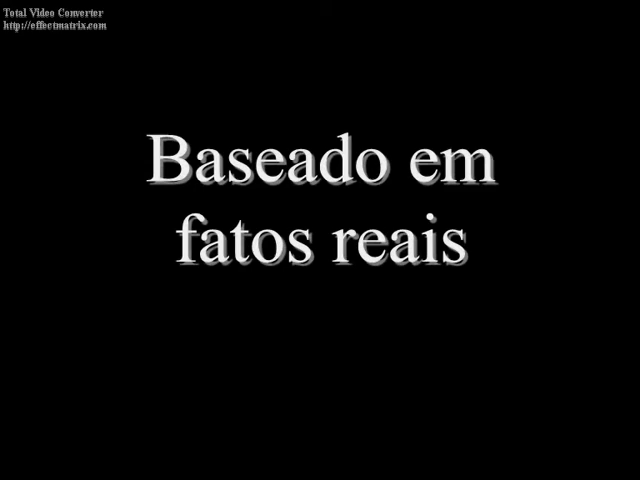 Total Video Converter
http://effectmatrix.com
Baseado em
fatos reais